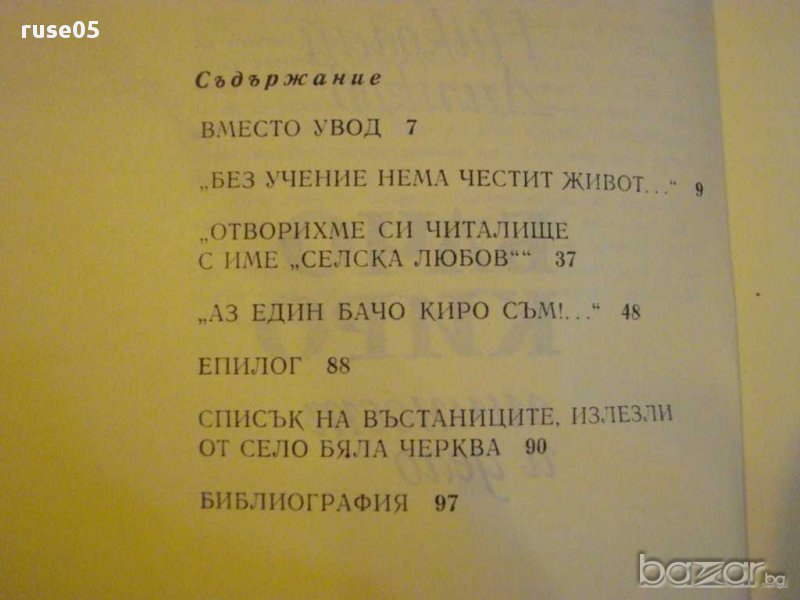 ruse05
Съдържание
ВМЕСТО УВОД 7
„БЕЗ УЧЕНИЕ НЕМА ЧЕСТИТ ЖИВОТ...“ 9
„ОТВОРИХМЕ СИ ЧИТАЛИЩЕ
С ИМЕ „СЕЛСКА ЛЮБОВ““ 37
„АЗ ЕДИН БАЧО КИРО СЪМ!...“ 48
ЕПИЛОГ 88
СПИСЪК НА ВЪСТАНИЦИТЕ, ИЗЛЕЗЛИ
ОТ СЕЛО БЯЛА ЧЕРКВА 90
БИБЛИОГРАФИЯ 97
bazar.bg